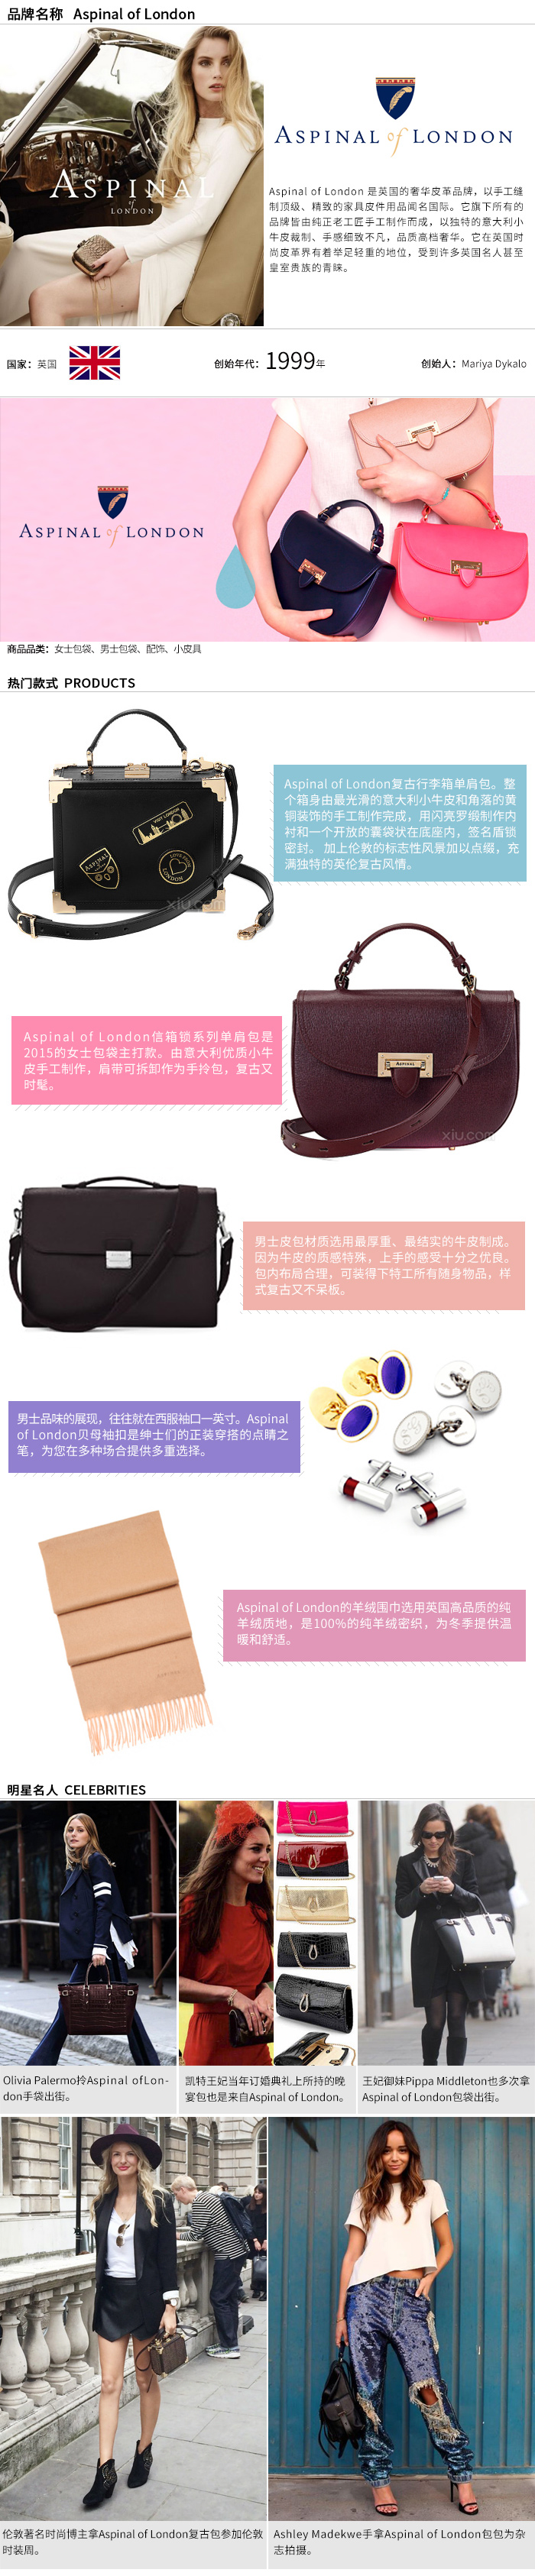 品牌名称 Aspinal of London
ASPINAL
of
LONDON
ASPINAL of LONDON
Aspinal of London 是英国的奢华皮革品牌，以手工缝
制顶级、精致的家具皮件用品闻名国际。它旗下所有的
品牌皆由纯正老工匠手工制作而成，以独特的意大利小
牛皮裁制、手感细致不凡，品质高档奢华。它在英国时
尚皮革界有着举足轻重的地位，受到许多英国名人甚至
皇室贵族的青睐。
国家：英国
创始年代：1999年
创始人：Mariya Dykalo
ASPINAL of LONDON
商品品类：女士包袋、男士包袋、配饰、小皮具
热门款式 PRODUCTS
Aspinal of London复古行李箱单肩包。整
个箱身由最光滑的意大利小牛皮和角落的黄
铜装饰的手工制作完成，用闪亮罗缎制作内
衬和一个开放的囊袋状在底座内，签名盾锁
密封。 加上伦敦的标志性风景加以点缀，充
满独特的英伦复古风情。
VISIT LONDON
ASPINAL
LONDON
xiu.com
Aspinal of London信箱锁系列单肩包是
2015的女士包袋主打款。由意大利优质小牛
皮手工制作，肩带可拆卸作为手拎包，复古又
时髦。
ASPINAL
xiu.com
男士皮包材质选用最厚重、最结实的牛皮制成。
因为牛皮的质感特殊，上手的感受十分之优良。
包内布局合理，可装得下特工所有随身物品，样
式复古又不呆板。
男士品味的展现，往往就在西服袖口一英寸。Aspinal
of London贝母袖扣是绅士们的正装穿搭的点睛之
笔，为您在多种场合提供多重选择。
Aspinal of London的羊绒围巾选用英国高品质的纯
羊绒质地，是100%的纯羊绒密织，为冬季提供温
暖和舒适。
明星名人 CELEBRITIES
Olivia Palermo拎Aspinal ofLon-
don手袋出街。
凯特王妃当年订婚典礼上所持的晚
宴包也是来自Aspinal of London。
王妃御妹Pippa Middleton也多次拿
Aspinal of London包袋出街。
伦敦著名时尚博主拿Aspinal of London复古包参加伦敦
时装周。
Ashley Madekwe手拿Aspinal of London包包为杂
志拍摄。